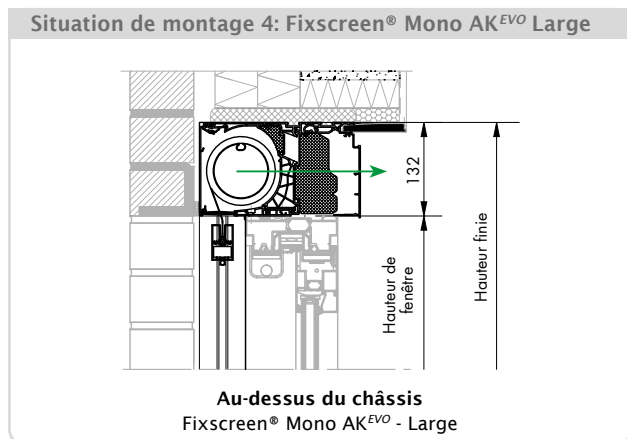 Situation de montage 4: Fixscreen® Mono AKEVO Large
132
Hauteur de
fenêtre
Hauteur finie
Au-dessus du châssis
Fixscreen® Mono AKEVO - Large